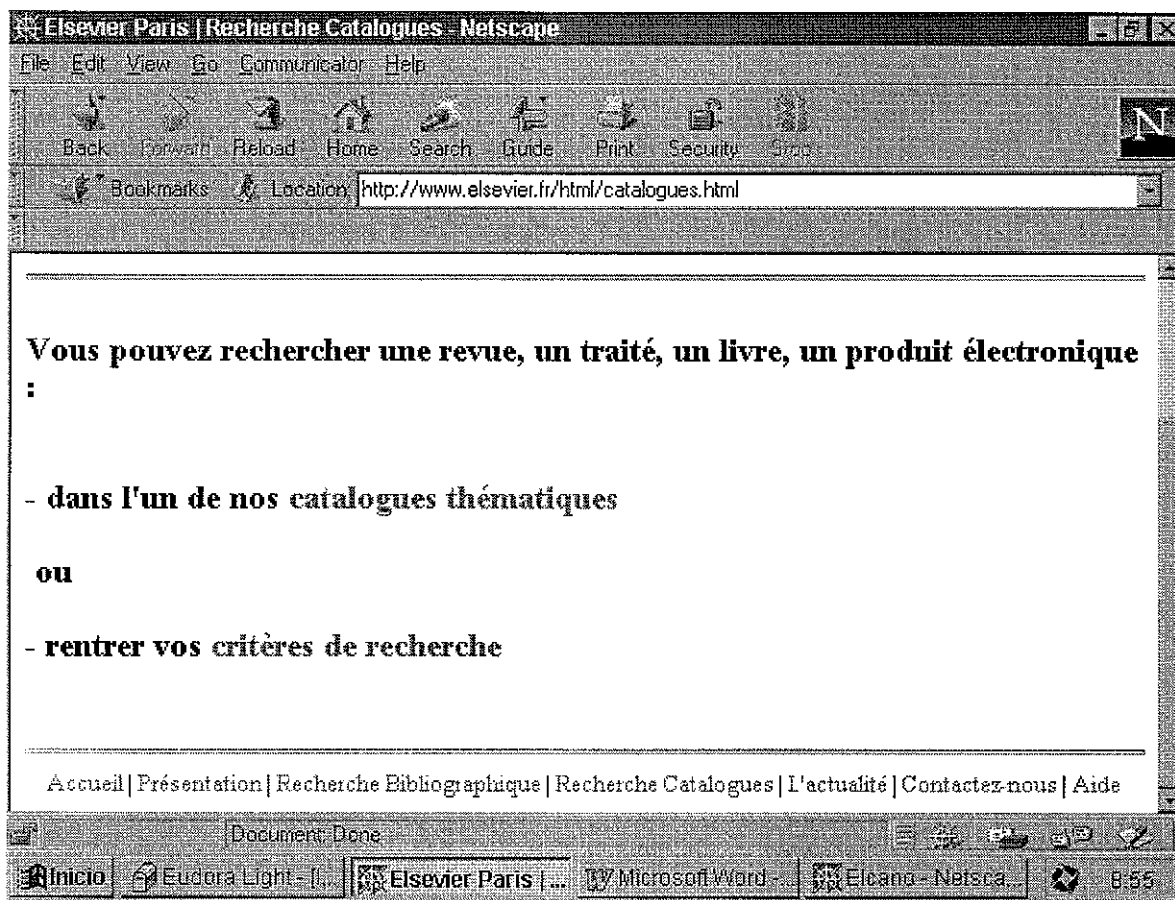 Elsevier Paris | Recherche Catalogues - Netscape
File Edit View Go Communicator Help
Back Forward Reload Home Search Guide Print Security Stop
N
Bookmarks Location: http://www.elsevier.fr/html/catalogues.html
Vous pouvez rechercher une revue, un traité, un livre, un produit électronique
:
- dans l'un de nos catalogues thématiques
ou
- rentrer vos critères de recherche
Accueil | Présentation | Recherche Bibliographique | Recherche Catalogues | L'actualité | Contactez-nous | Aide
Document: Done
Inicio Eudora Light - [I... Elsevier Paris |... Microsoft Word -... Elcano - Netsca... 8:55